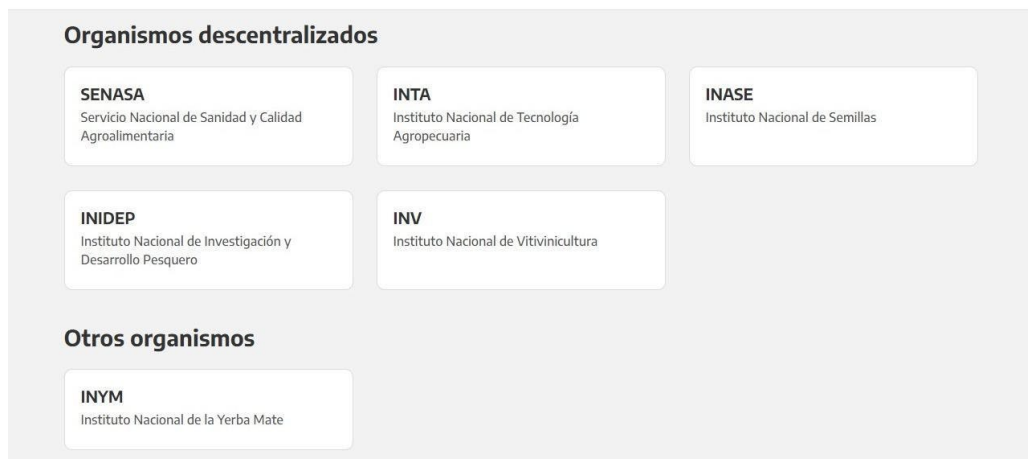 Organismos descentralizados
SENASA
Servicio Nacional de Sanidad y Calidad
Agroalimentaria
INTA
Instituto Nacional de Tecnología
Agropecuaria
INASE
Instituto Nacional de Semillas
INIDEP
Instituto Nacional de Investigación y
Desarrollo Pesquero
INV
Instituto Nacional de Vitivinicultura
Otros organismos
INYM
Instituto Nacional de la Yerba Mate